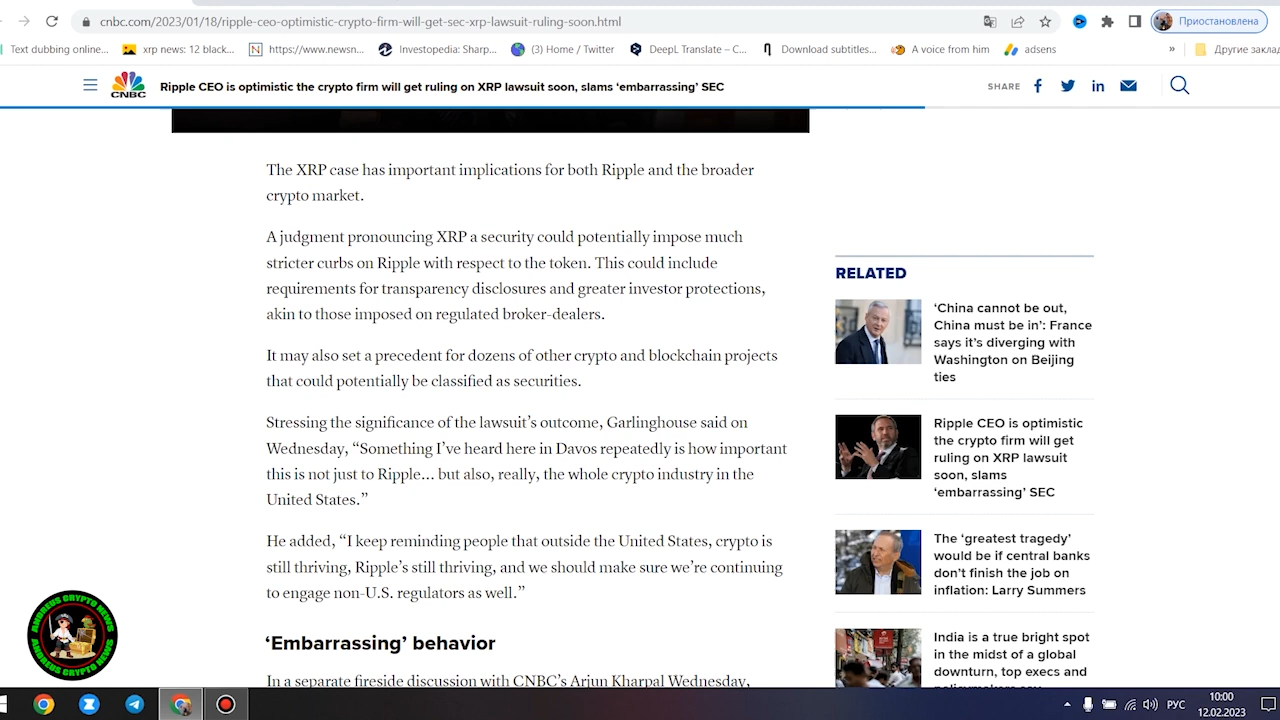 cnbc.com/2023/01/18/ripple-ceo-optimistic-crypto-firm-will-get-sec-xrp-lawsuit-ruling-soon.html
Приостановлена
Text dubbing online...
xrp news: 12 black...
https://www.newsn...
Investopedia: Sharp...
(3) Home / Twitter
DeepL Translate – C...
Download subtitles...
A voice from him
adsens
»
Другие закла
CNBC
Ripple CEO is optimistic the crypto firm will get ruling on XRP lawsuit soon, slams ‘embarrassing’ SEC
SHARE
The XRP case has important implications for both Ripple and the broader
crypto market.
A judgment pronouncing XRP a security could potentially impose much
stricter curbs on Ripple with respect to the token. This could include
requirements for transparency disclosures and greater investor protections,
akin to those imposed on regulated broker-dealers.
It may also set a precedent for dozens of other crypto and blockchain projects
that could potentially be classified as securities.
Stressing the significance of the lawsuit’s outcome, Garlinghouse said on
Wednesday, “Something I’ve heard here in Davos repeatedly is how important
this is not just to Ripple... but also, really, the whole crypto industry in the
United States.”
He added, “I keep reminding people that outside the United States, crypto is
still thriving, Ripple’s still thriving, and we should make sure we’re continuing
to engage non-U.S. regulators as well.”
‘Embarrassing’ behavior
In a separate fireside discussion with CNBC’s Arjun Kharpal Wednesday,
RELATED
‘China cannot be out,
China must be in’: France
says it’s diverging with
Washington on Beijing
ties
Ripple CEO is optimistic
the crypto firm will get
ruling on XRP lawsuit
soon, slams
‘embarrassing’ SEC
The ‘greatest tragedy’
would be if central banks
don’t finish the job on
inflation: Larry Summers
India is a true bright spot
in the midst of a global
downturn, top execs and
ANDREUS CRYPTO NEWS
ANDREUS CRYPTO NEWS
РУС
10:00
12.02.2023